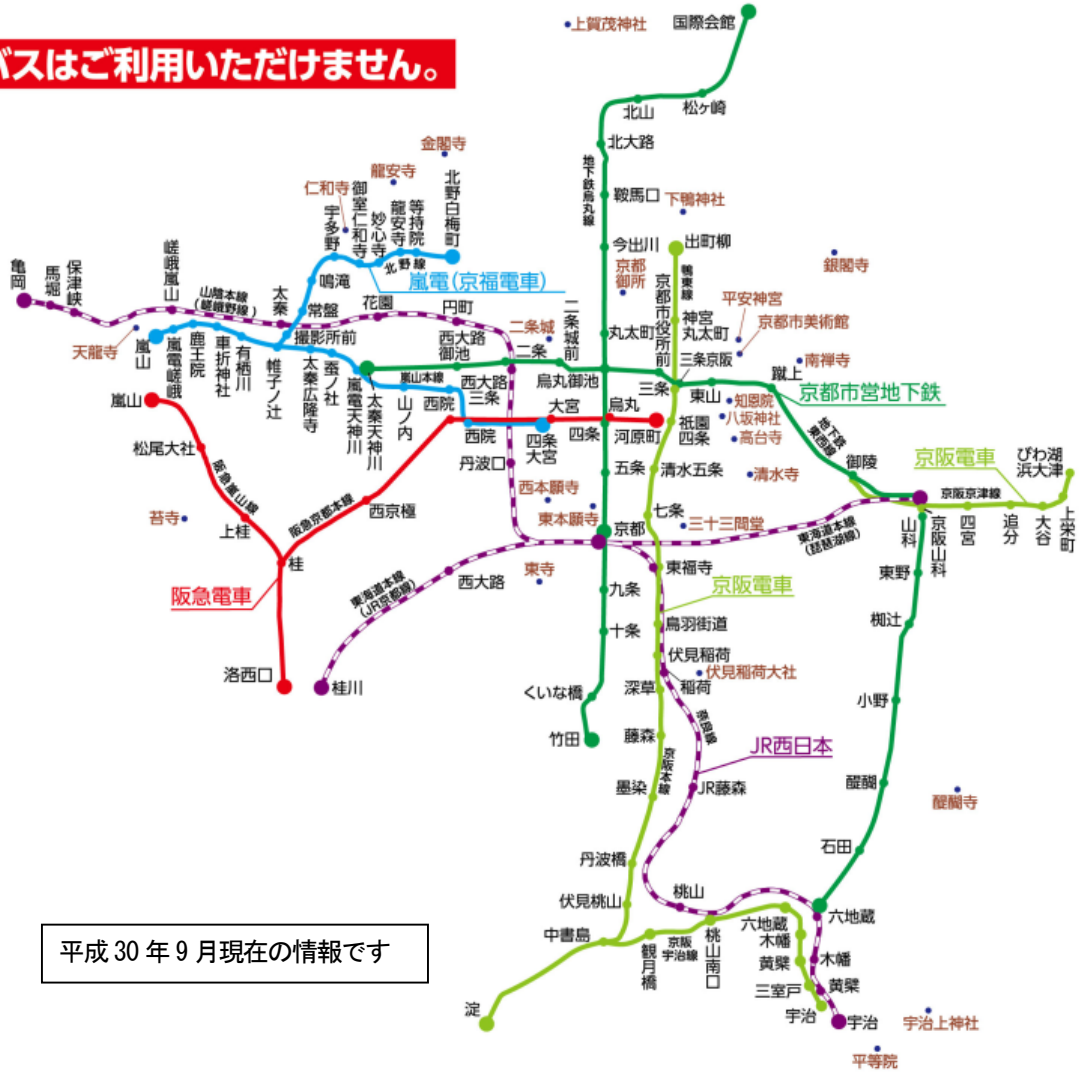 バスはご利用いただけません。
上賀茂神社
国際会館
北山
松ヶ崎
北大路
地下鉄烏丸線
鞍馬口
今出川
下鴨神社
出町柳
鴨東線
京都
御所
京都市役所前
神宮
丸太町
丸太町
三条京阪
平安神宮
京都市美術館
銀閣寺
南禅寺
金閣寺
龍安寺
仁和寺
北野白梅町
等持院
龍安寺
妙心寺
御室仁和寺
宇多野
北野線
嵐電(京福電車)
鳴滝
常盤
撮影所前
亀岡
馬堀
保津峡
嵯峨嵐山
山陰本線
(嵯峨野線)
太秦
花園
円町
二条城
二条城前
天龍寺
嵐山
嵐電嵯峨
鹿王院
車折神社
有栖川
帷子ノ辻
太秦広隆寺
蚕ノ社
嵐電天神川
太秦天神川
西大路
御池
二条
烏丸御池
三条
東山
蹴上
京都市営地下鉄
嵐山本線
山ノ内
西大路
三条
西院
西院
四条
大宮
大宮
烏丸
四条
河原町
祇園
四条
知恩院
八坂神社
高台寺
地下鉄
東西線
御陵
京阪電車
びわ湖
浜大津
京阪京津線
山科
京阪山科
四宮
追分
大谷
上栄町
嵐山
松尾大社
阪急嵐山線
上桂
苔寺
阪急京都本線
西京極
桂
阪急電車
洛西口
丹波口
五条
清水五条
清水寺
西本願寺
東本願寺
七条
三十三間堂
京都
東海道本線
(琵琶湖線)
東寺
西大路
東海道本線
(JR京都線)
桂川
九条
十条
くいな橋
竹田
東福寺
京阪電車
鳥羽街道
伏見稲荷
伏見稲荷大社
稲荷
深草
藤森
奈良線
京阪本線
JR西日本
墨染
JR藤森
丹波橋
伏見桃山
中書島
淀
観月橋
京阪
宇治線
桃山
桃山南口
東野
椥辻
小野
醍醐
醍醐寺
石田
六地蔵
六地蔵
木幡
黄檗
三室戸
宇治
木幡
黄檗
宇治
宇治上神社
平等院
平成30年9月現在の情報です